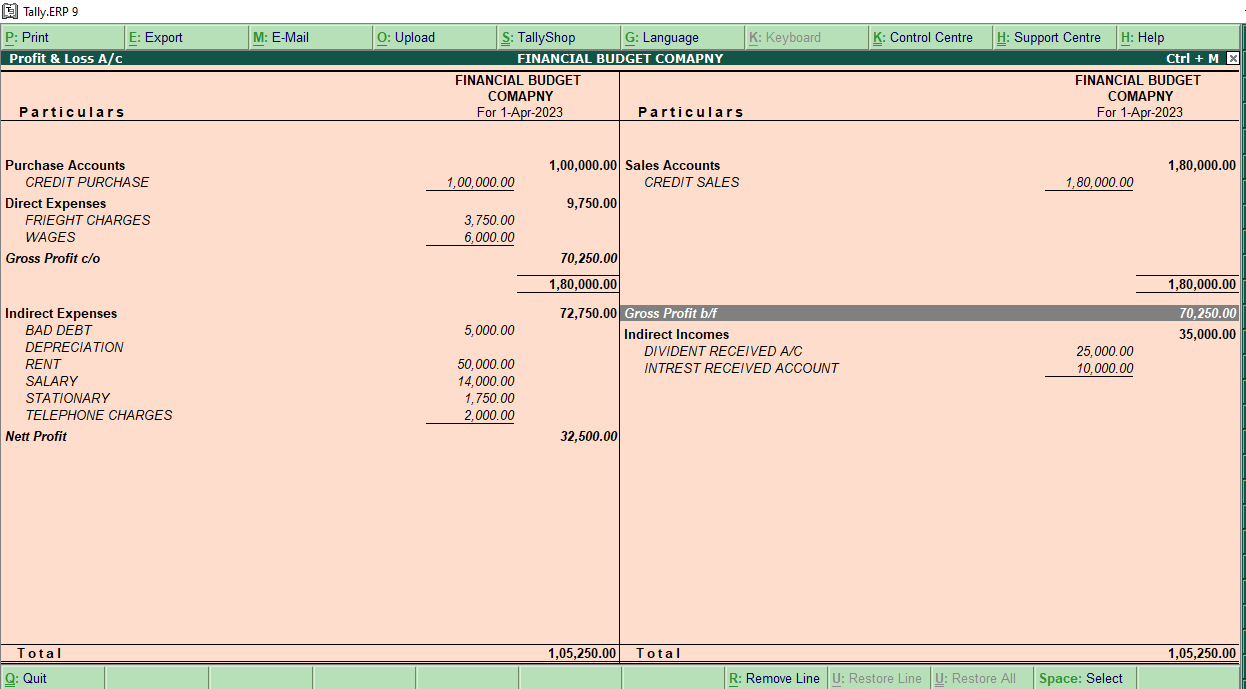 Tally.ERP 9
P: Print E: Export M: E-Mail O: Upload S: TallyShop G: Language K: Keyboard K: Control Centre H: Support Centre H: Help
Profit & Loss A/c FINANCIAL BUDGET COMAPNY Ctrl + M
FINANCIAL BUDGET
COMAPNY
Particulars For 1-Apr-2023
FINANCIAL BUDGET
COMAPNY
Particulars For 1-Apr-2023
Purchase Accounts 1,00,000.00
CREDIT PURCHASE 1,00,000.00
Direct Expenses 9,750.00
FRIEGHT CHARGES 3,750.00
WAGES 6,000.00
Gross Profit c/o 70,250.00
1,80,000.00
Indirect Expenses 72,750.00
BAD DEBT 5,000.00
DEPRECIATION
RENT 50,000.00
SALARY 14,000.00
STATIONARY 1,750.00
TELEPHONE CHARGES 2,000.00
Nett Profit 32,500.00
Total 1,05,250.00
Sales Accounts 1,80,000.00
CREDIT SALES 1,80,000.00
1,80,000.00
Gross Profit b/f 70,250.00
Indirect Incomes 35,000.00
DIVIDENT RECEIVED A/C 25,000.00
INTREST RECEIVED ACCOUNT 10,000.00
Total 1,05,250.00
Q: Quit R: Remove Line U: Restore Line U: Restore All Space: Select